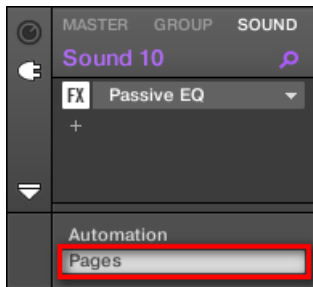 MASTER GROUP SOUND
Sound 10
FX Passive EQ
+
Automation
Pages